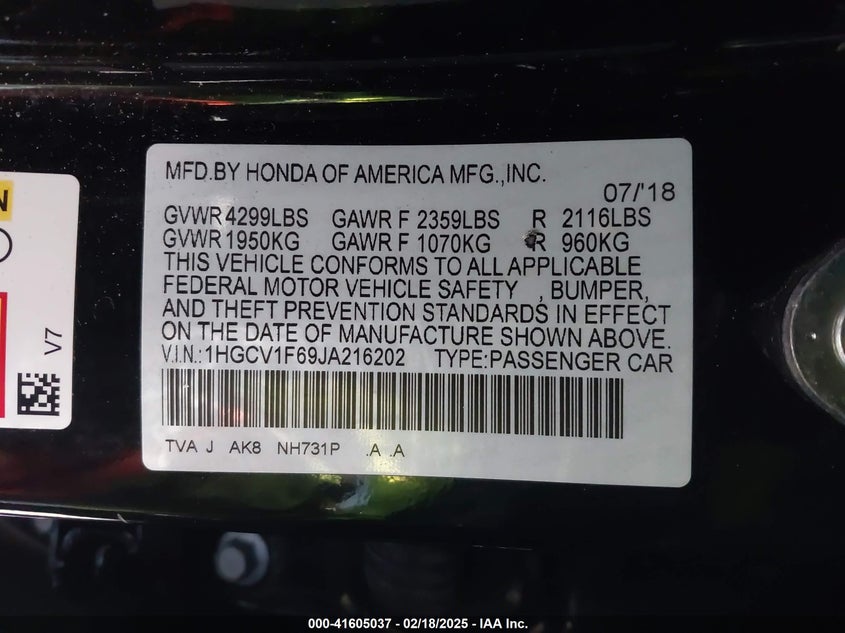 MFD.BY HONDA OF AMERICA MFG.,INC.
07/'18
GVWR 4299LBS GAWR F 2359LBS R 2116LBS
GVWR 1950KG GAWR F 1070KG R 960KG
THIS VEHICLE CONFORMS TO ALL APPLICABLE
FEDERAL MOTOR VEHICLE SAFETY , BUMPER,
AND THEFT PREVENTION STANDARDS IN EFFECT
ON THE DATE OF MANUFACTURE SHOWN ABOVE.
V.I.N.:1HGCV1F69JA216202 TYPE:PASSENGER CAR
TVA J AK8 NH731P .A .A
N
V7
000-41605037 - 02/18/2025 - IAA Inc.